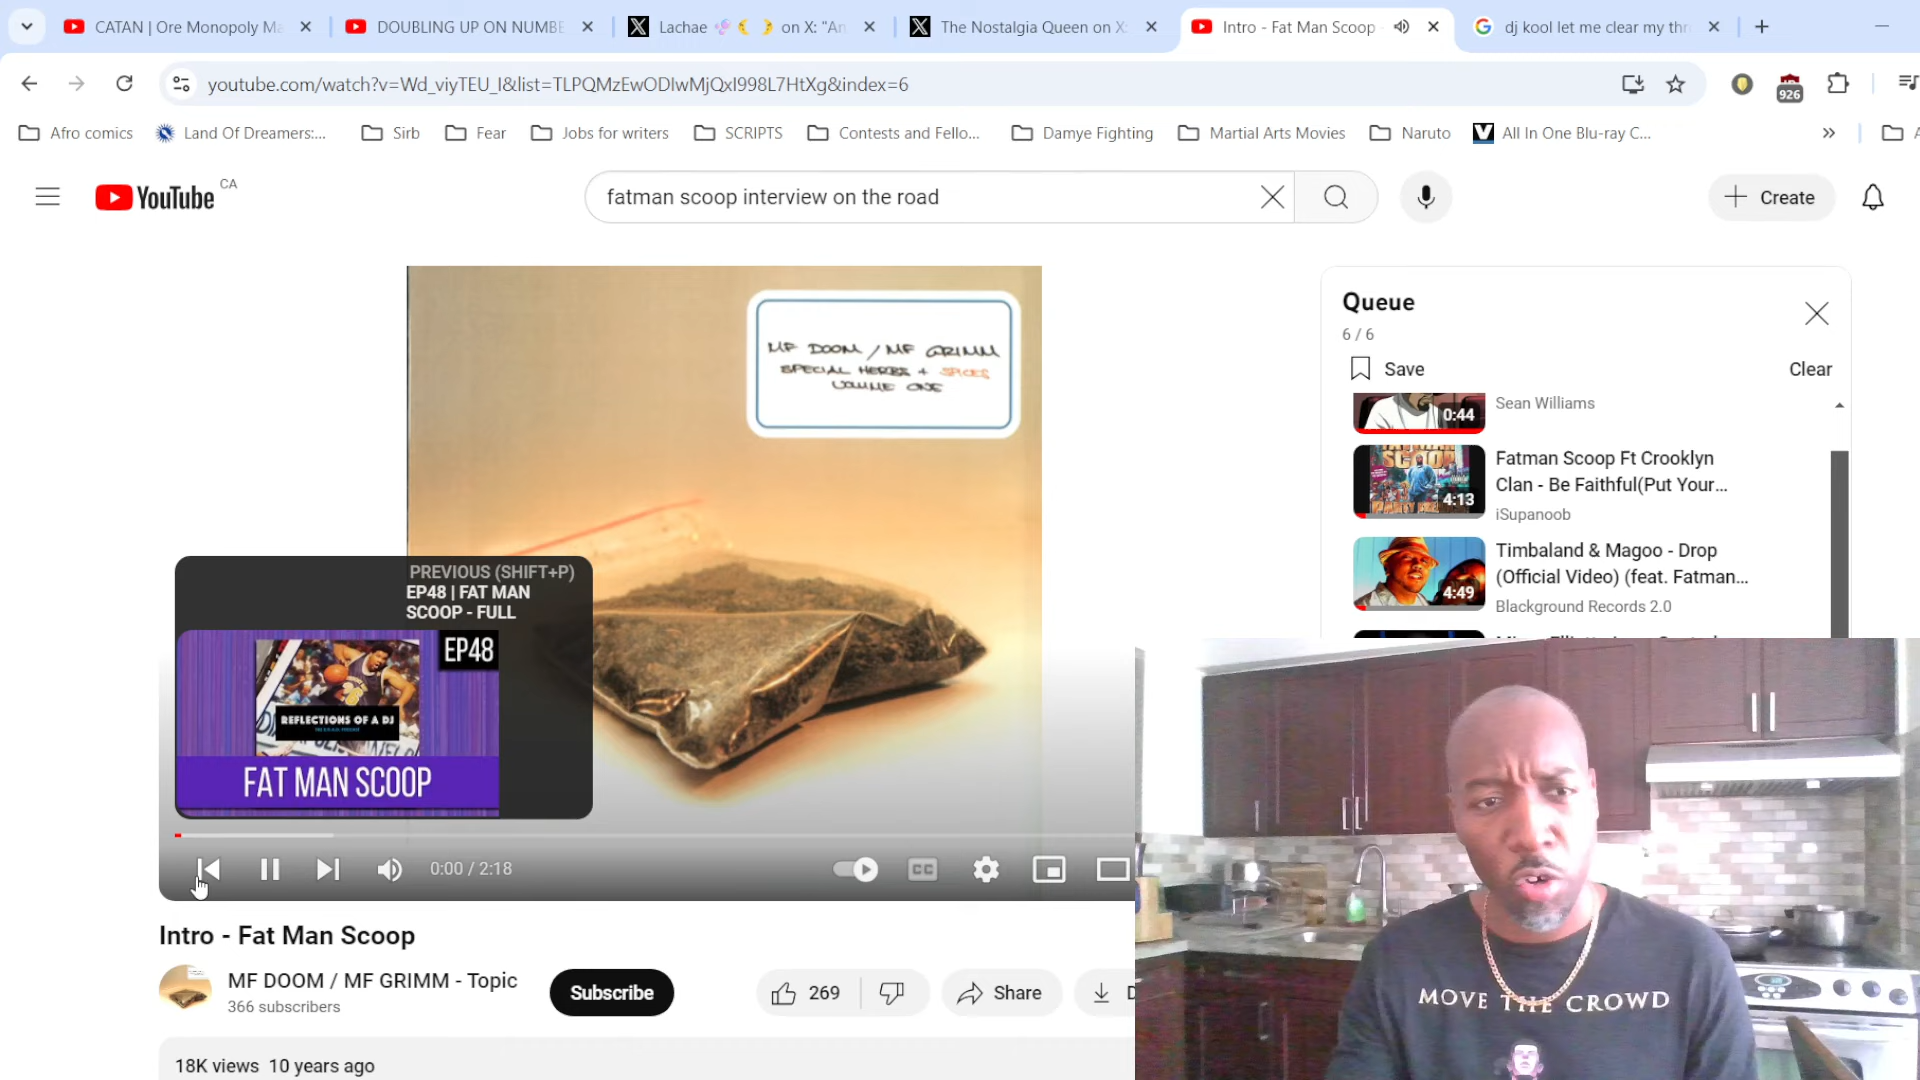 CATAN | Ore Monopoly Ma
DOUBLING UP ON NUMBE
Lachae on X: "An
The Nostalgia Queen on X:
Intro - Fat Man Scoop
dj kool let me clear my thr
youtube.com/watch?v=Wd_viyTEU_I&list=TLPQMzEwODIwMjQxI998L7HtXg&index=6
926
Afro comics
Land Of Dreamers:...
Sirb
Fear
Jobs for writers
SCRIPTS
Contests and Fello...
Damye Fighting
Martial Arts Movies
Naruto
All In One Blu-ray C...
YouTube CA
fatman scoop interview on the road
Create
MF DOOM / MF GRIMM
SPECIAL HERBS + SPICES
VOLUME ONE
Queue
6 / 6
Save
Clear
0:44
Sean Williams
Fatman Scoop Ft Crooklyn
Clan - Be Faithful(Put Your...
4:13
iSupanoob
Timbaland & Magoo - Drop
(Official Video) (feat. Fatman...
4:49
Blackground Records 2.0
PREVIOUS (SHIFT+P)
EP48 | FAT MAN
SCOOP - FULL
EP48
REFLECTIONS OF A DJ
FAT MAN SCOOP
0:00 / 2:18
CC
Intro - Fat Man Scoop
MF DOOM / MF GRIMM - Topic
366 subscribers
Subscribe
269
Share
D
18K views 10 years ago
MOVE THE CROWD